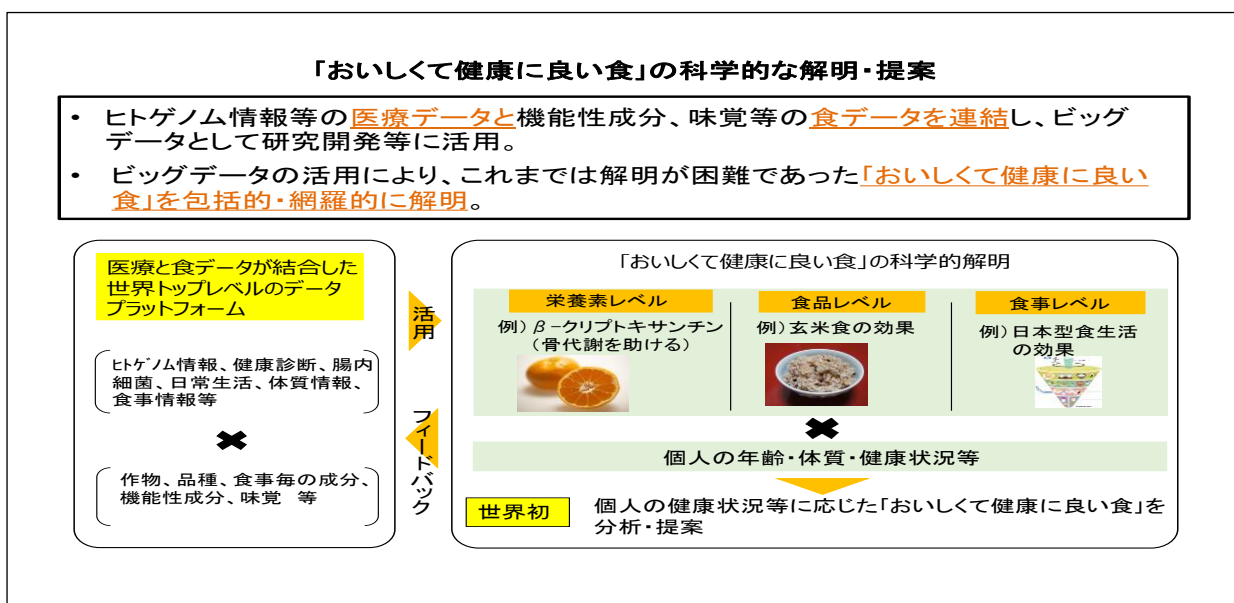 「おいしくて健康に良い食」の科学的な解明・提案
• ヒトゲノム情報等の医療データと機能性成分、味覚等の食データを連結し、ビッグ
データとして研究開発等に活用。
• ビッグデータの活用により、これまでは解明が困難であった「おいしくて健康に良い
食」を包括的・網羅的に解明。
医療と食データが結合した
世界トップレベルのデータ
プラットフォーム
ヒトゲノム情報、健康診断、腸内
細菌、日常生活、体質情報、
食事情報等
✖
作物、品種、食事毎の成分、
機能性成分、味覚 等
活用
フィードバック
「おいしくて健康に良い食」の科学的解明
栄養素レベル
例）β-クリプトキサンチン
（骨代謝を助ける）
食品レベル
例）玄米食の効果
食事レベル
例）日本型食生活
の効果
✖
個人の年齢・体質・健康状況等
世界初
個人の健康状況等に応じた「おいしくて健康に良い食」を
分析・提案